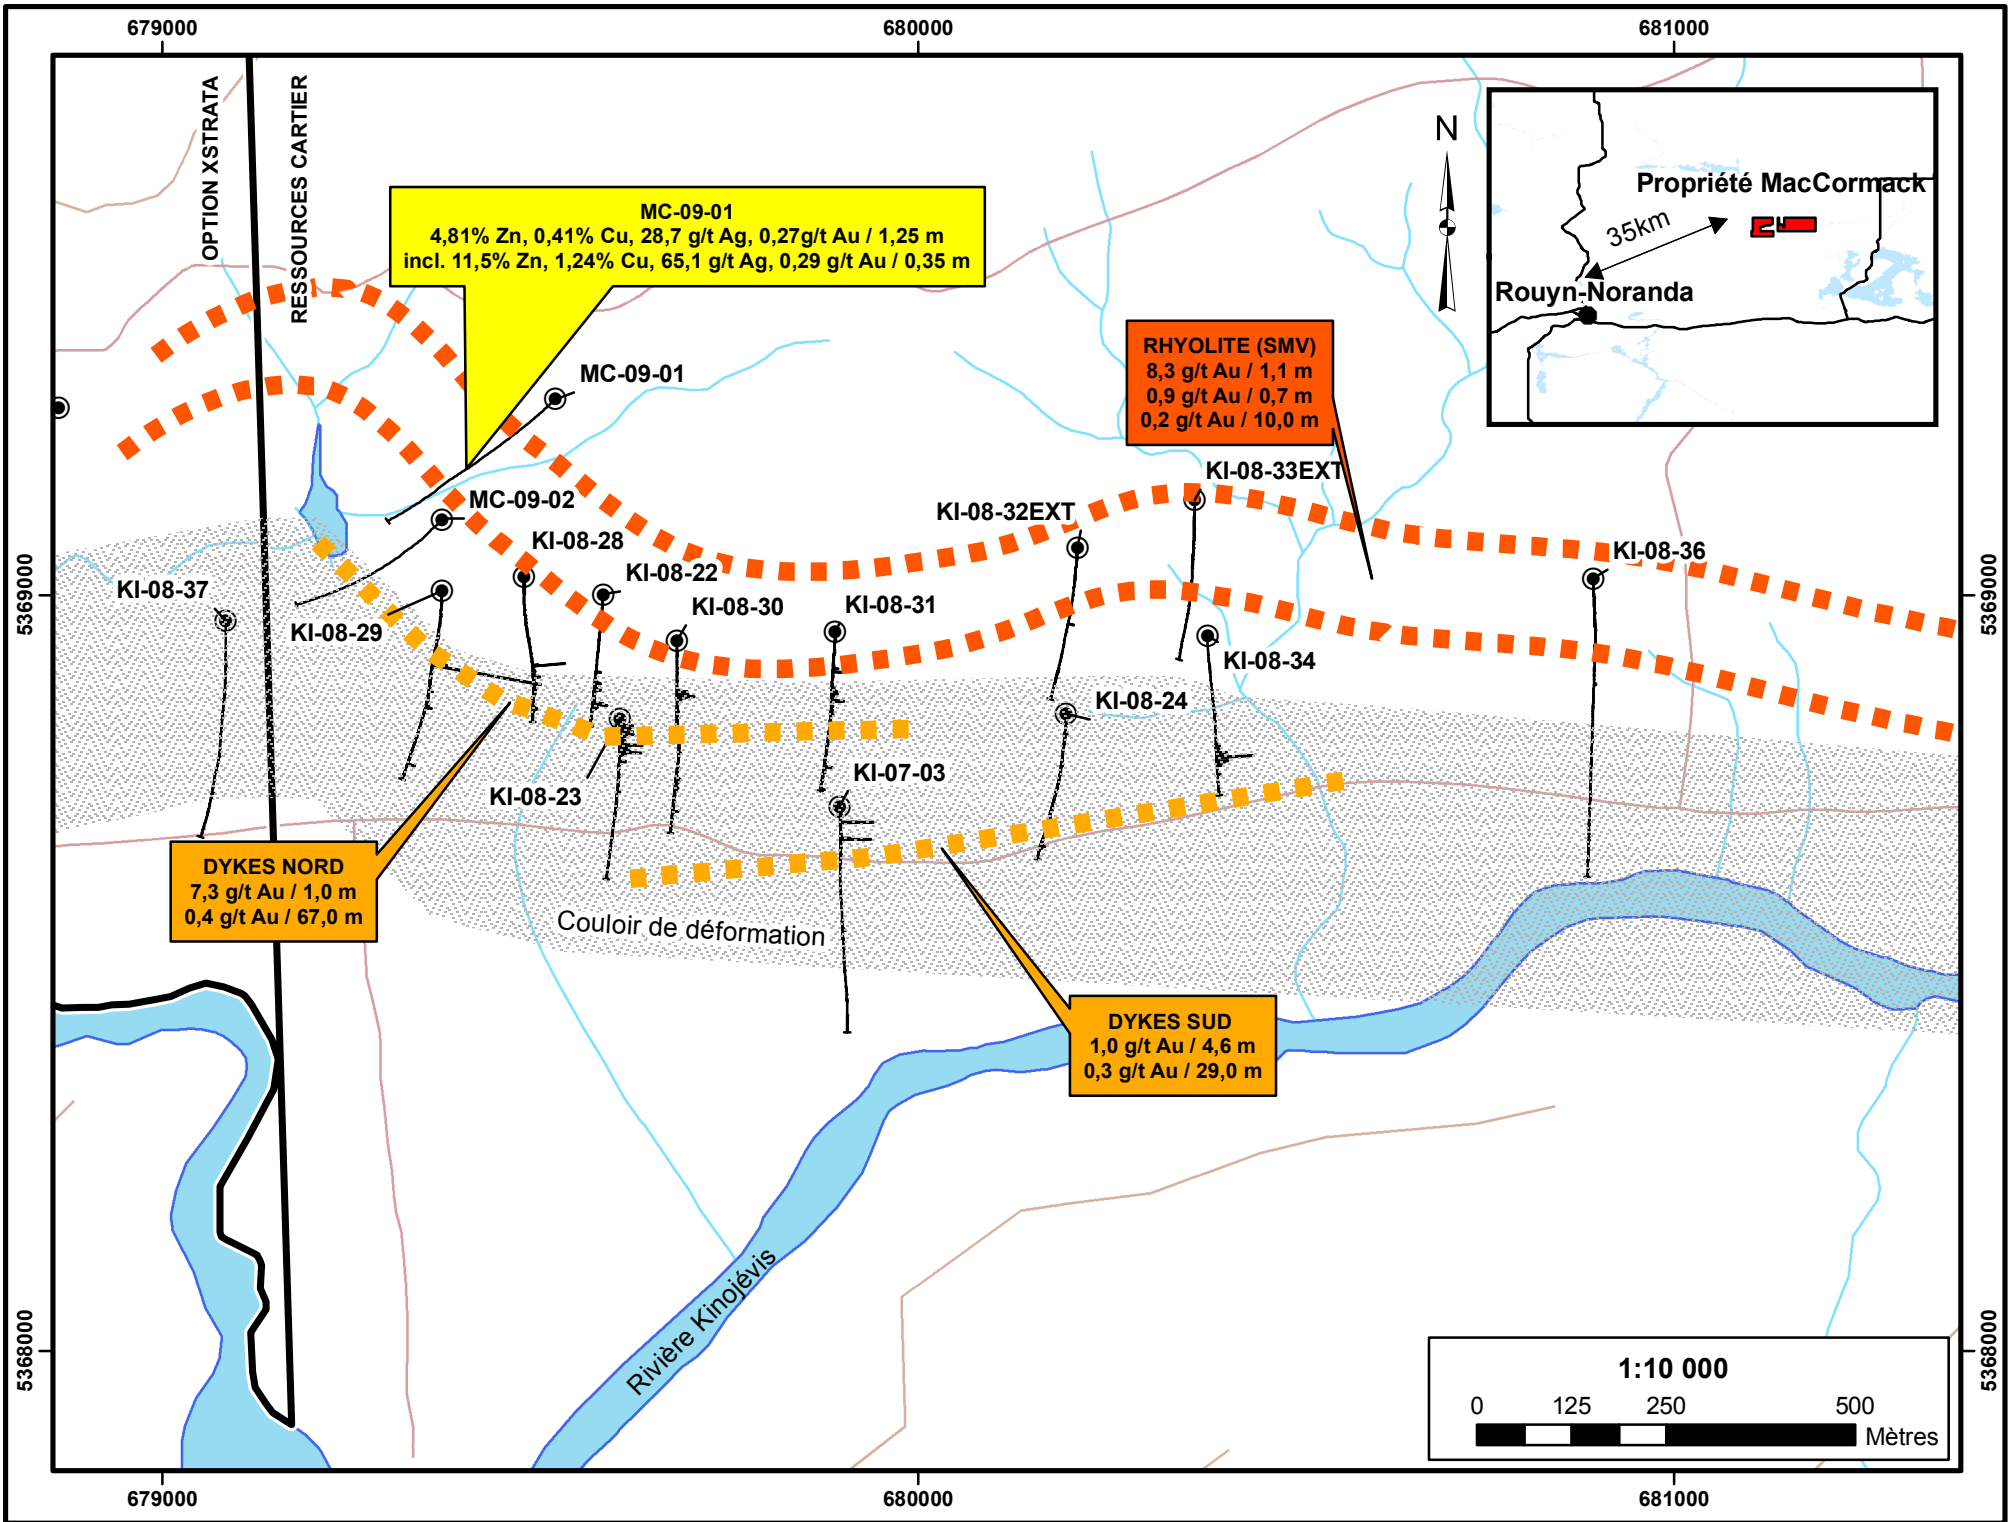 679000
680000
681000
OPTION XSTRATA
RESSOURCES CARTIER
MC-09-01
4,81% Zn, 0,41% Cu, 28,7 g/t Ag, 0,27g/t Au / 1,25 m
incl. 11,5% Zn, 1,24% Cu, 65,1 g/t Ag, 0,29 g/t Au / 0,35 m
N
Propriété MacCormack
35km
Rouyn-Noranda
RHYOLITE (SMV)
8,3 g/t Au / 1,1 m
0,9 g/t Au / 0,7 m
0,2 g/t Au / 10,0 m
MC-09-01
MC-09-02
KI-08-33EXT
KI-08-32EXT
KI-08-28
KI-08-36
KI-08-22
KI-08-37
KI-08-30
KI-08-31
KI-08-29
KI-08-34
KI-08-24
KI-07-03
KI-08-23
5369000
5369000
DYKES NORD
7,3 g/t Au / 1,0 m
0,4 g/t Au / 67,0 m
Couloir de déformation
DYKES SUD
1,0 g/t Au / 4,6 m
0,3 g/t Au / 29,0 m
Rivière Kinojévis
5368000
5368000
1:10 000
0 125 250 500
Mètres
679000
680000
681000